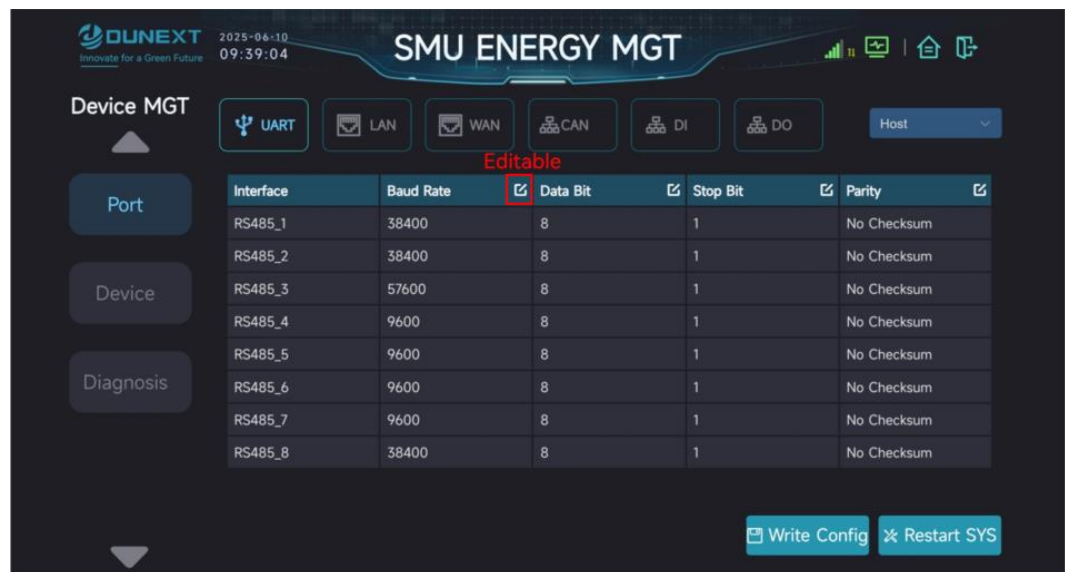 DUNEXT
Innovate for a Green Future
2025-06-10
09:39:04
SMU ENERGY MGT
Device MGT
UART
LAN
WAN
CAN
DI
DO
Host
Editable
Port
Device
Diagnosis
Interface Baud Rate Data Bit Stop Bit Parity
RS485_1 38400 8 1 No Checksum
RS485_2 38400 8 1 No Checksum
RS485_3 57600 8 1 No Checksum
RS485_4 9600 8 1 No Checksum
RS485_5 9600 8 1 No Checksum
RS485_6 9600 8 1 No Checksum
RS485_7 9600 8 1 No Checksum
RS485_8 38400 8 1 No Checksum
Write Config
Restart SYS